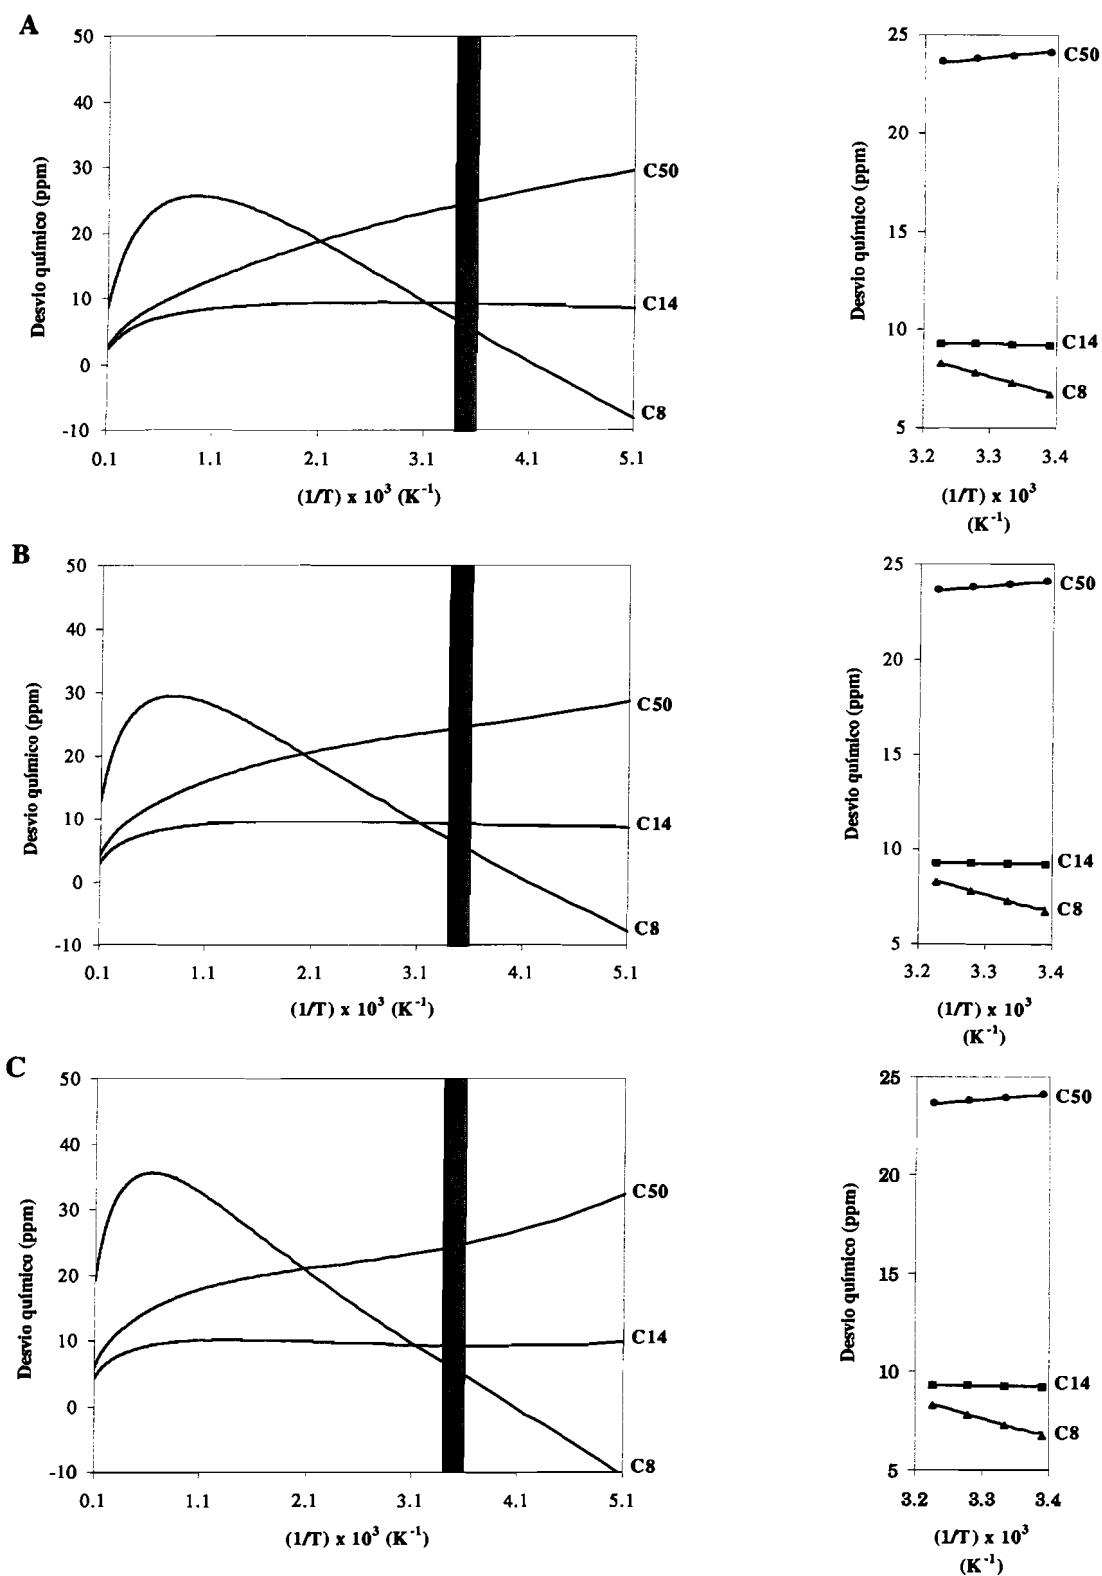 A
50
40
30
20
10
0
-10
Desvio químico (ppm)
C50
C14
C8
0.1 1.1 2.1 3.1 4.1 5.1
(1/T) x 10³ (K⁻¹)
25
20
15
10
5
Desvio químico (ppm)
C50
C14
C8
3.2 3.3 3.4
(1/T) x 10³
(K⁻¹)
B
50
40
30
20
10
0
-10
Desvio químico (ppm)
C50
C14
C8
0.1 1.1 2.1 3.1 4.1 5.1
(1/T) x 10³ (K⁻¹)
25
20
15
10
5
Desvio químico (ppm)
C50
C14
C8
3.2 3.3 3.4
(1/T) x 10³
(K⁻¹)
C
50
40
30
20
10
0
-10
Desvio químico (ppm)
C50
C14
C8
0.1 1.1 2.1 3.1 4.1 5.1
(1/T) x 10³ (K⁻¹)
25
20
15
10
5
Desvio químico (ppm)
C50
C14
C8
3.2 3.3 3.4
(1/T) x 10³
(K⁻¹)